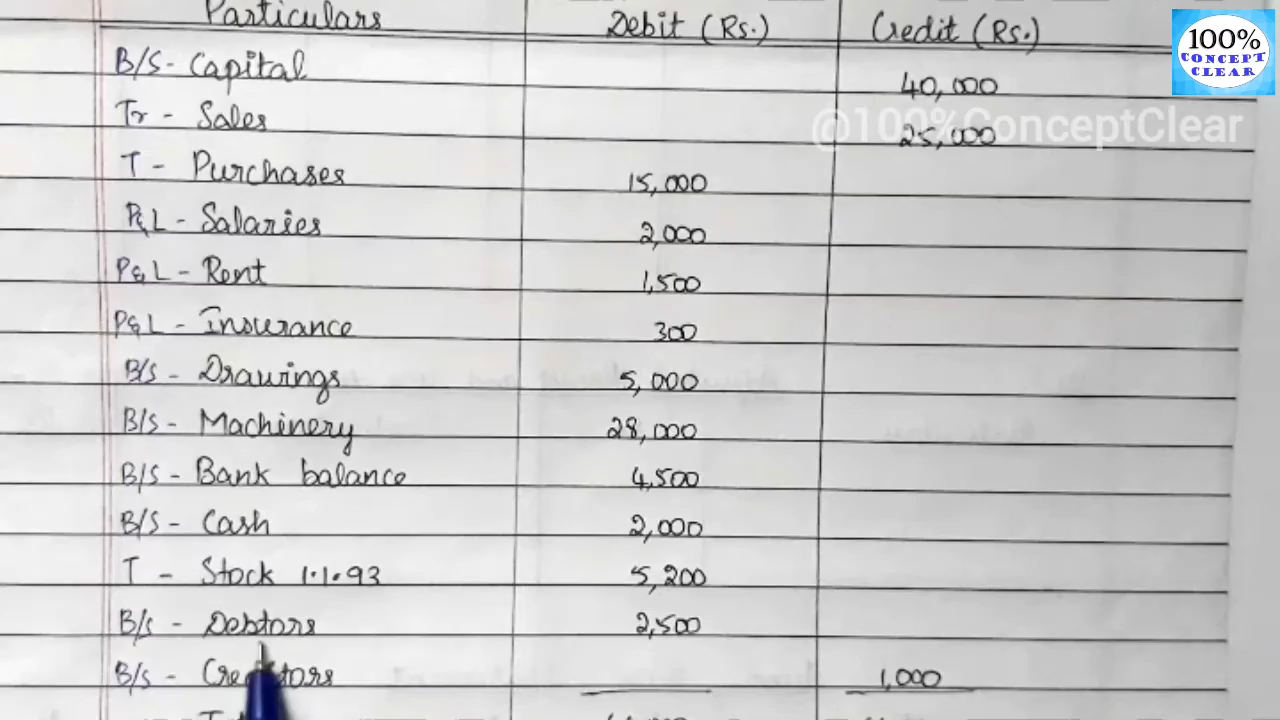 Particulars Debit (Rs.) Credit (Rs.)
100%
CONCEPT
CLEAR
B/S - Capital 40,000
@100%ConceptClear
Tr - Sales 25,000
T - Purchases 15,000
P&L - Salaries 2,000
P&L - Rent 1,500
P&L - Insurance 300
B/S - Drawings 5,000
B/S - Machinery 28,000
B/S - Bank balance 4,500
B/S - Cash 2,000
T - Stock 1.1.93 5,200
B/S - Debtors 2,500
B/S - Creditors 1,000